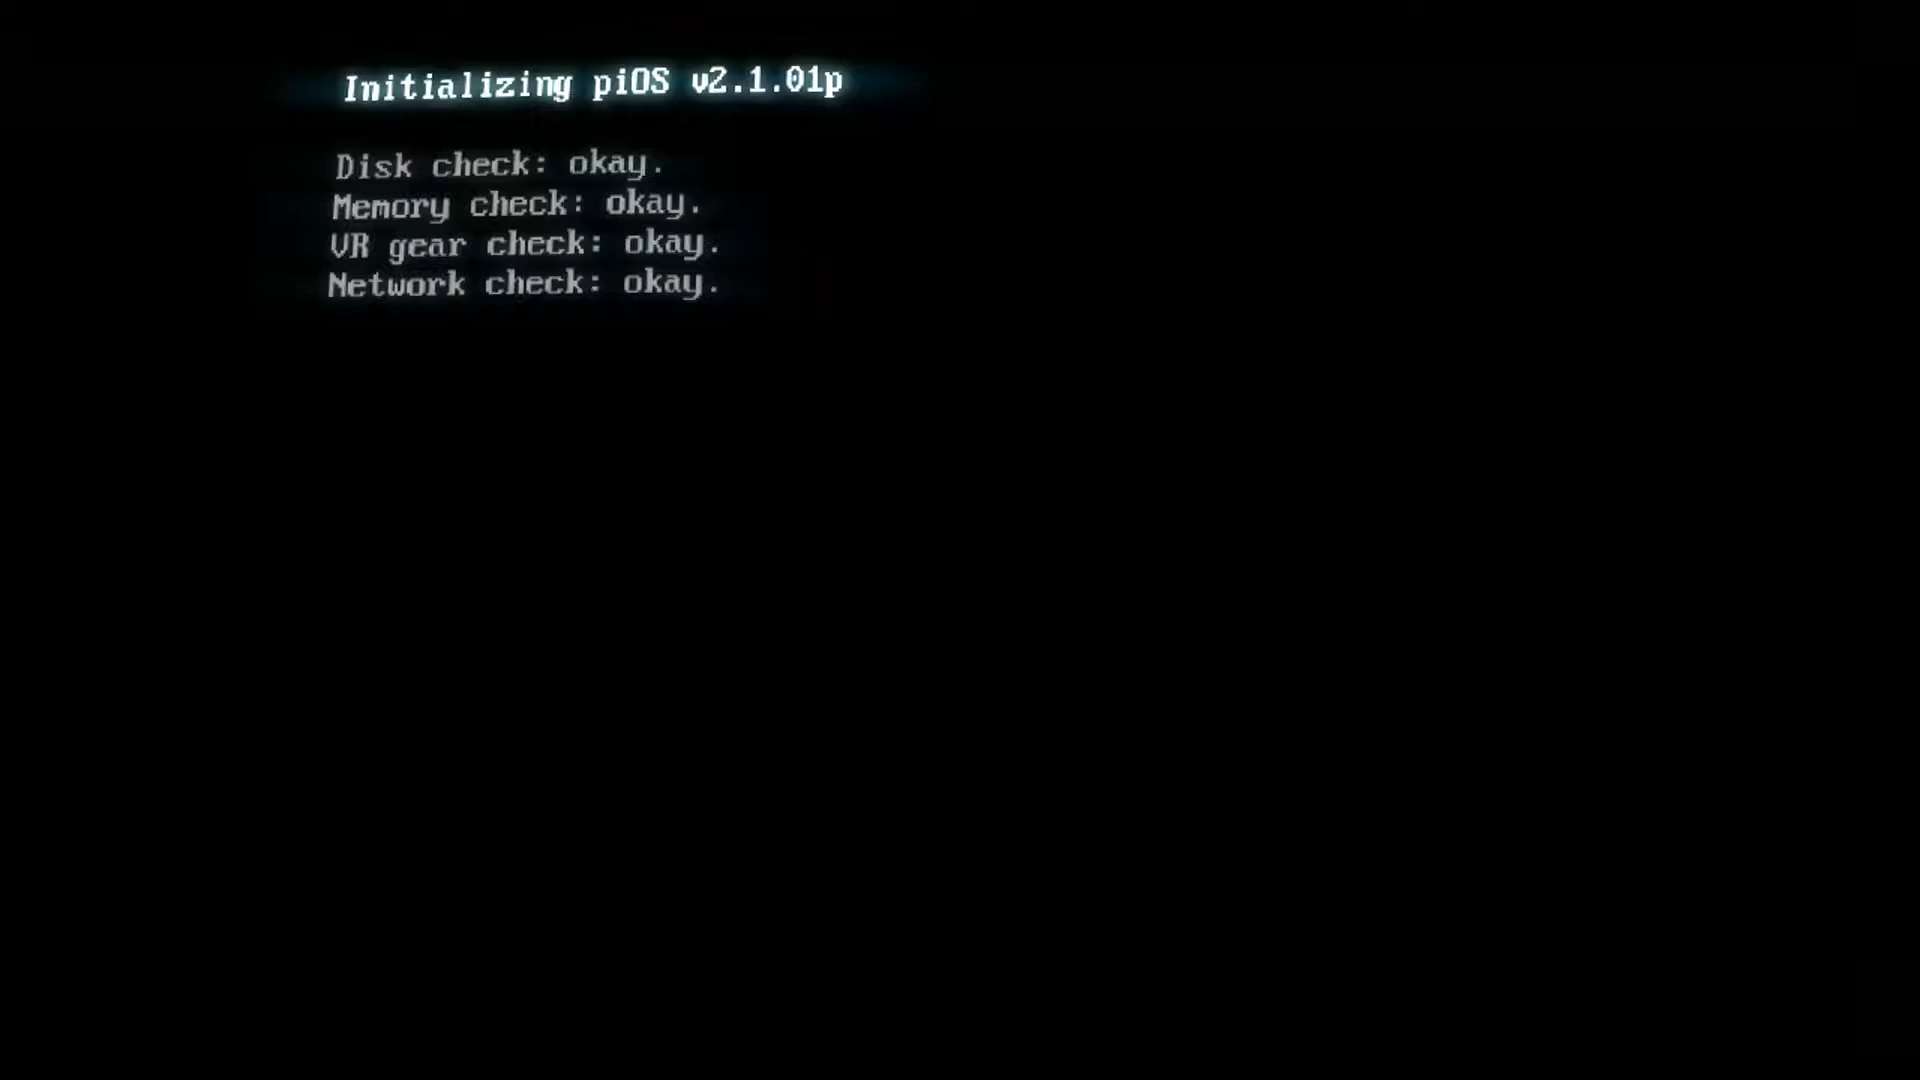 Initializing piOS v2.1.01p
Disk check: okay.
Memory check: okay.
VR gear check: okay.
Network check: okay.